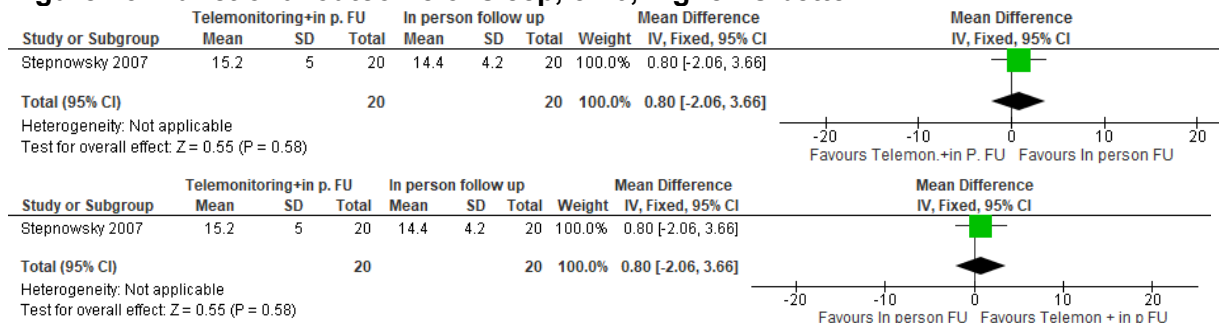 Telemonitoring+in p. FU In person follow up Mean Difference Mean Difference
Study or Subgroup Mean SD Total Mean SD Total Weight IV, Fixed, 95% CI IV, Fixed, 95% CI
Stepnowsky 2007 15.2 5 20 14.4 4.2 20 100.0% 0.80 [-2.06, 3.66]
Total (95% CI) 20 20 100.0% 0.80 [-2.06, 3.66]
Heterogeneity: Not applicable
Test for overall effect: Z = 0.55 (P = 0.58)
-20 -10 0 10 20
Favours Telemon.+in P. FU Favours In person FU
Telemonitoring+in p. FU In person follow up Mean Difference Mean Difference
Study or Subgroup Mean SD Total Mean SD Total Weight IV, Fixed, 95% CI IV, Fixed, 95% CI
Stepnowsky 2007 15.2 5 20 14.4 4.2 20 100.0% 0.80 [-2.06, 3.66]
Total (95% CI) 20 20 100.0% 0.80 [-2.06, 3.66]
Heterogeneity: Not applicable
Test for overall effect: Z = 0.55 (P = 0.58)
-20 -10 0 10 20
Favours In person FU Favours Telemon + in p FU